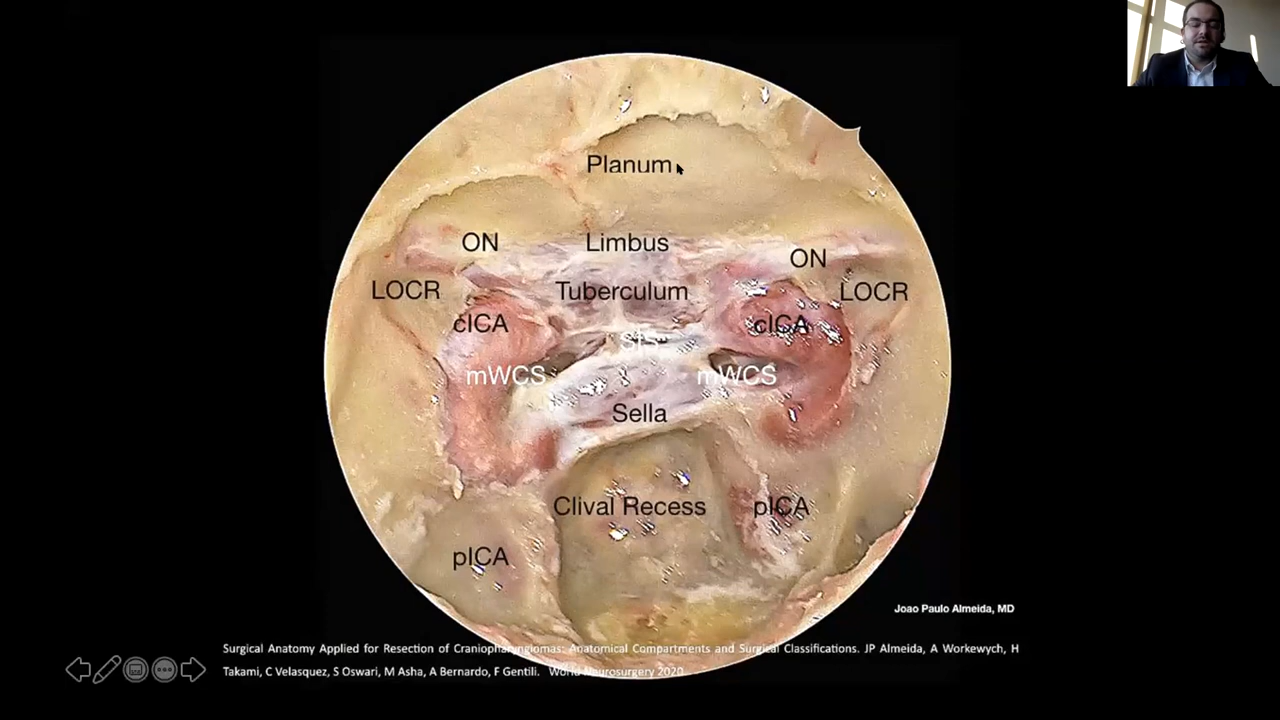 Planum
ON
Limbus
ON
LOCR
Tuberculum
LOCR
cICA
cICA
SIS
mWCS
mWCS
Sella
Clival Recess
pICA
pICA
Joao Paulo Almeida, MD
Surgical Anatomy Applied for Resection of Craniopharyngiomas: Anatomical Compartments and Surgical Classifications. JP Almeida, A Workewych, H
Takami, C Velasquez, S Oswari, M Asha, A Bernardo, F Gentili. World Neurosurgery 2020